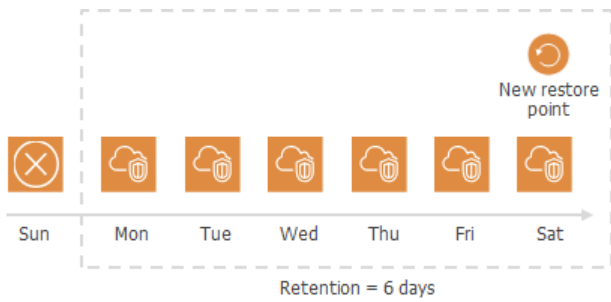 New restore
point
Sun Mon Tue Wed Thu Fri Sat
Retention = 6 days